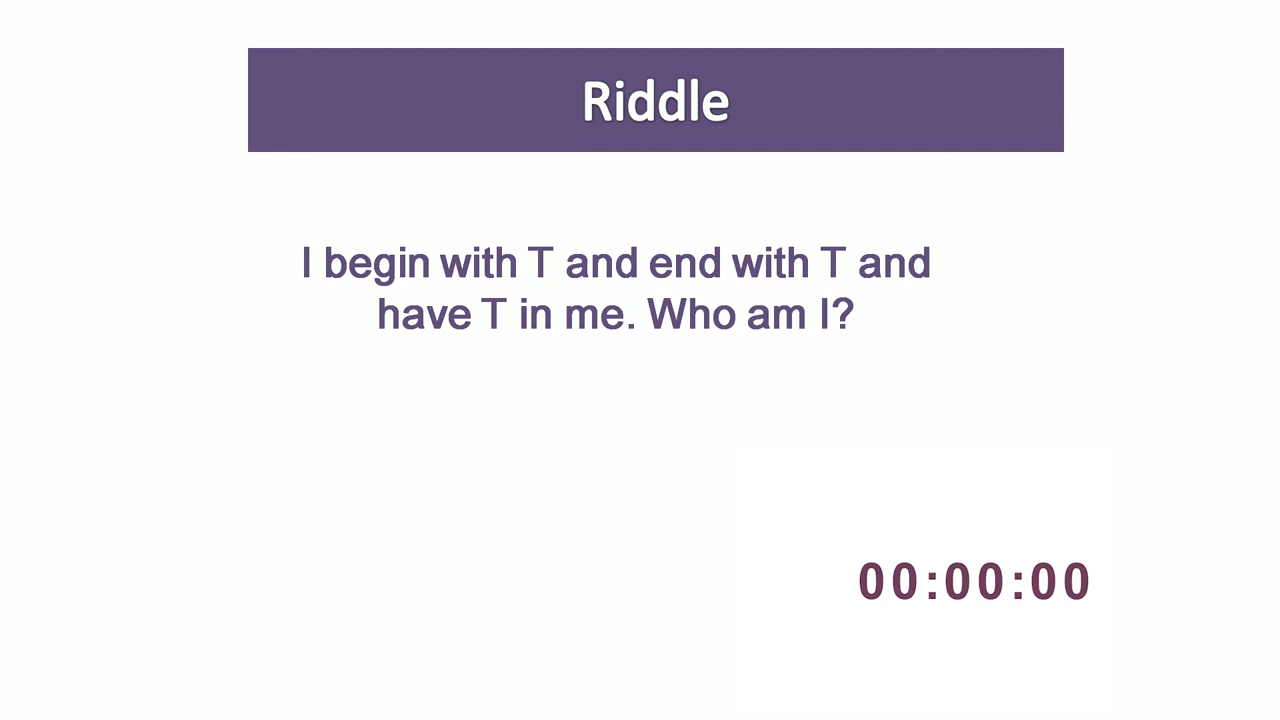 Riddle
I begin with T and end with T and
have T in me. Who am I?
00:00:00